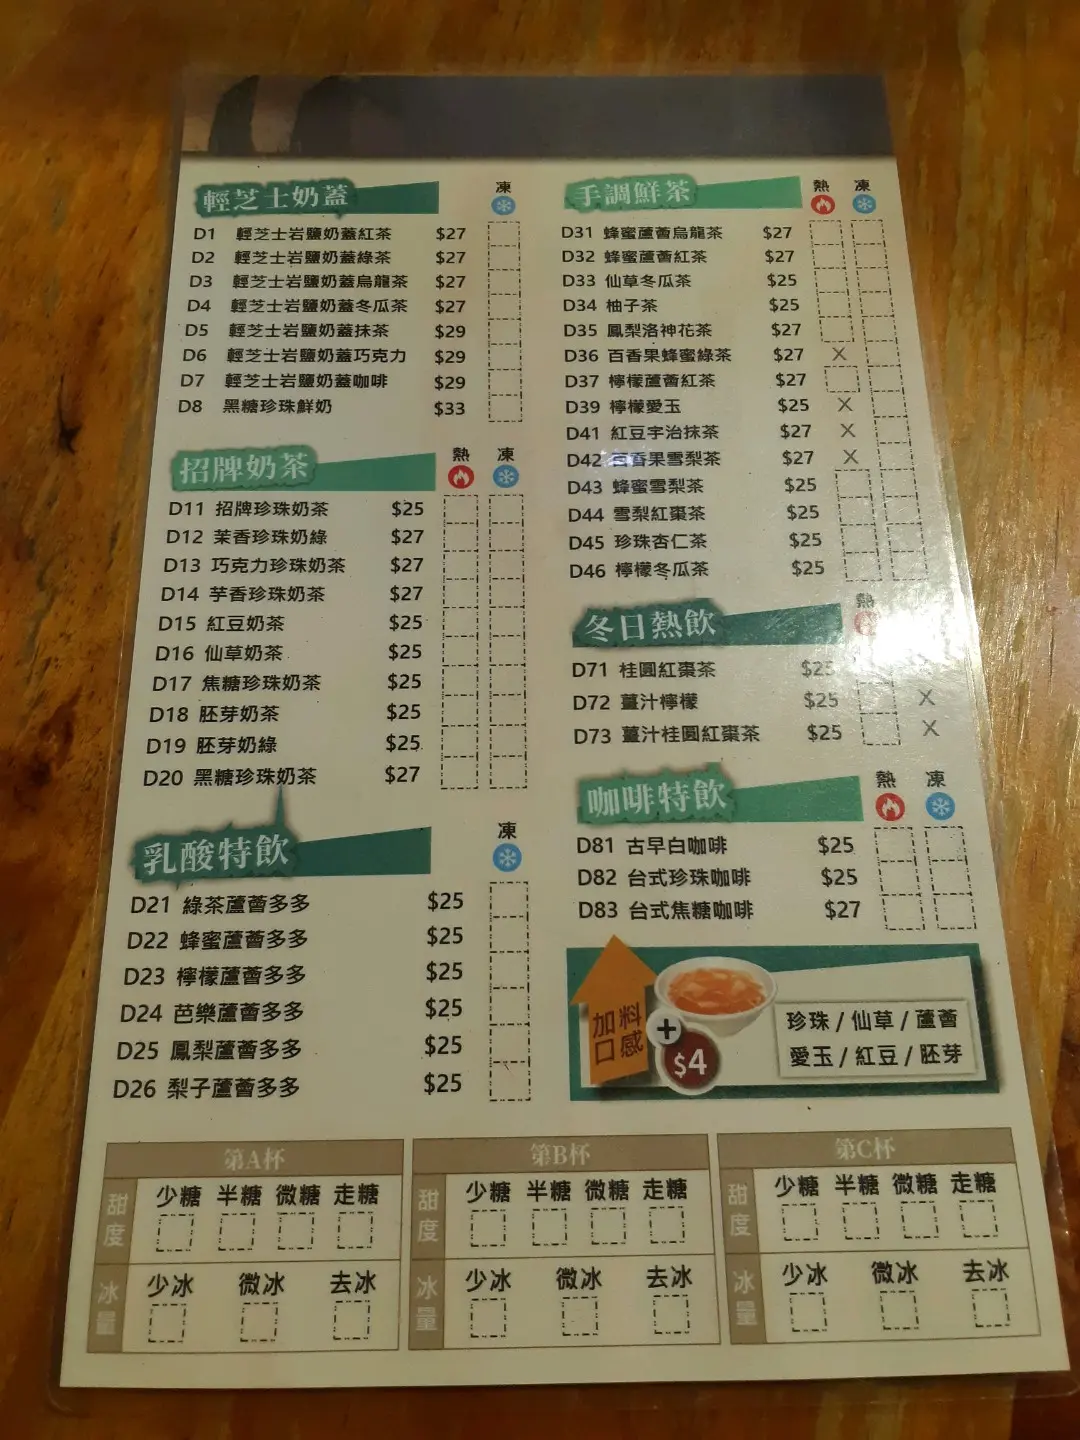 輕芝士奶蓋 凍
D1 輕芝士岩鹽奶蓋紅茶 $27
D2 輕芝士岩鹽奶蓋綠茶 $27
D3 輕芝士岩鹽奶蓋烏龍茶 $27
D4 輕芝士岩鹽奶蓋冬瓜茶 $27
D5 輕芝士岩鹽奶蓋抹茶 $29
D6 輕芝士岩鹽奶蓋巧克力 $29
D7 輕芝士岩鹽奶蓋咖啡 $29
D8 黑糖珍珠鮮奶 $33
招牌奶茶 熱 凍
D11 招牌珍珠奶茶 $25
D12 茉香珍珠奶綠 $27
D13 巧克力珍珠奶茶 $27
D14 芋香珍珠奶茶 $27
D15 紅豆奶茶 $25
D16 仙草奶茶 $25
D17 焦糖珍珠奶茶 $25
D18 胚芽奶茶 $25
D19 胚芽奶綠 $25
D20 黑糖珍珠奶茶 $27
乳酸特飲 凍
D21 綠茶蘆薈多多 $25
D22 蜂蜜蘆薈多多 $25
D23 檸檬蘆薈多多 $25
D24 芭樂蘆薈多多 $25
D25 鳳梨蘆薈多多 $25
D26 梨子蘆薈多多 $25
手調鮮茶 熱 凍
D31 蜂蜜蘆薈烏龍茶 $27
D32 蜂蜜蘆薈紅茶 $27
D33 仙草冬瓜茶 $25
D34 柚子茶 $25
D35 鳳梨洛神花茶 $27
D36 百香果蜂蜜綠茶 $27 X
D37 檸檬蘆薈紅茶 $27
D39 檸檬愛玉 $25 X
D41 紅豆宇治抹茶 $27 X
D42 百香果雪梨茶 $27 X
D43 蜂蜜雪梨茶 $25
D44 雪梨紅棗茶 $25
D45 珍珠杏仁茶 $25
D46 檸檬冬瓜茶 $25
冬日熱飲 熱
D71 桂圓紅棗茶 $25 X
D72 薑汁檸檬 $25 X
D73 薑汁桂圓紅棗茶 $25 X
咖啡特飲 熱 凍
D81 古早白咖啡 $25
D82 台式珍珠咖啡 $25
D83 台式焦糖咖啡 $27
加料
口感
+
$4
珍珠 / 仙草 / 蘆薈
愛玉 / 紅豆 / 胚芽
第A杯
甜度 少糖 半糖 微糖 走糖
冰量 少冰 微冰 去冰
第B杯
甜度 少糖 半糖 微糖 走糖
冰量 少冰 微冰 去冰
第C杯
甜度 少糖 半糖 微糖 走糖
冰量 少冰 微冰 去冰